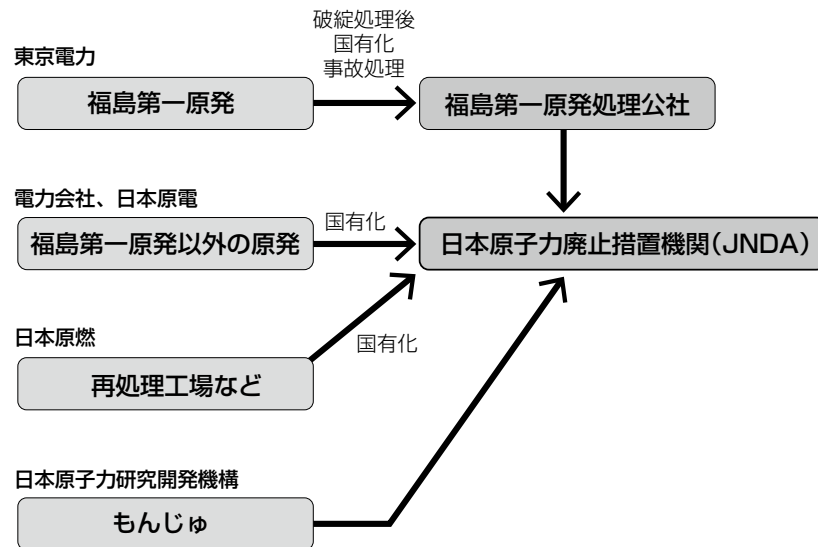 破綻処理後
国有化
事故処理
東京電力
福島第一原発
福島第一原発処理公社
電力会社、日本原電
福島第一原発以外の原発
国有化
日本原子力廃止措置機関(JNDA)
日本原燃
国有化
再処理工場など
日本原子力研究開発機構
もんじゅ